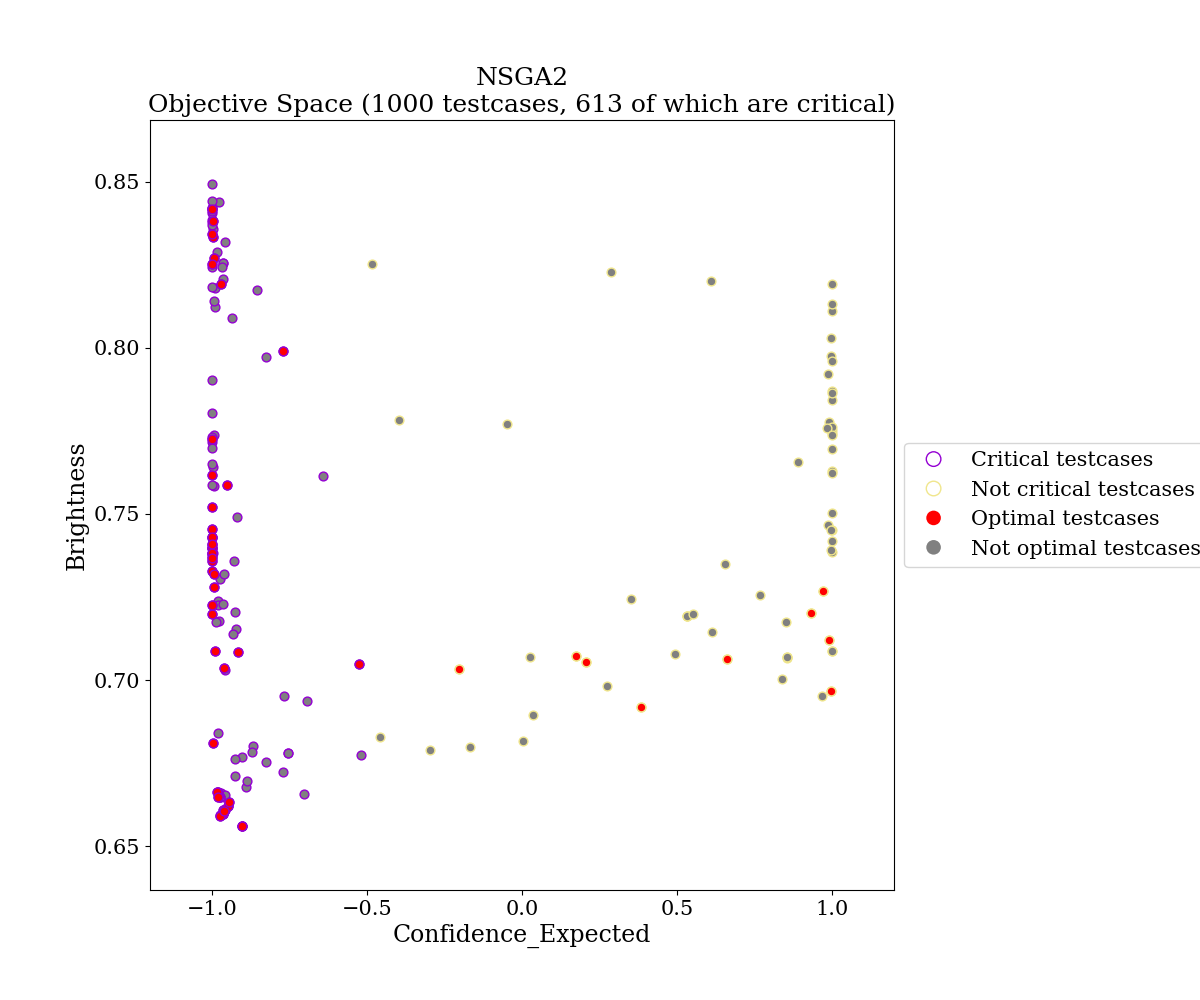 NSGA2
Objective Space (1000 testcases, 613 of which are critical)
0.85
0.80
0.75
0.70
0.65
Brightness
−1.0
−0.5
0.0
0.5
1.0
Confidence_Expected
Critical testcases
Not critical testcases
Optimal testcases
Not optimal testcases